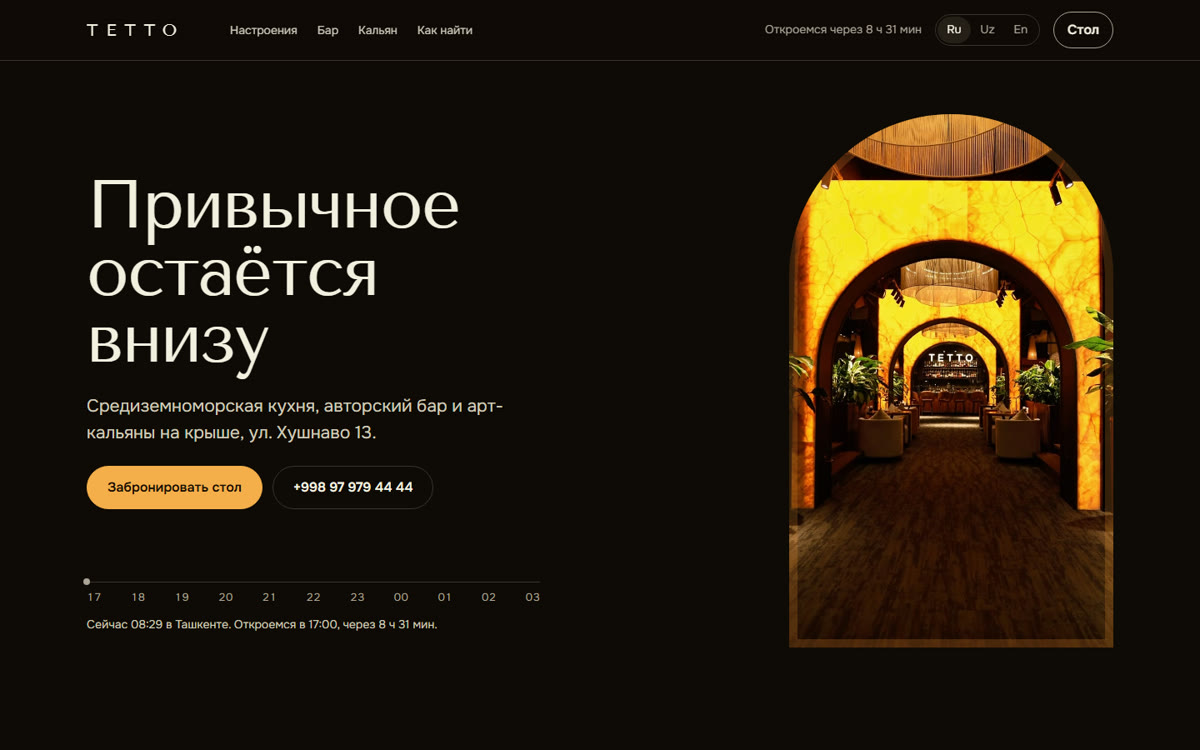 TETTO
Настроения Бар Кальян Как найти
Откроемся через 8 ч 31 мин
Ru Uz En
Стол
Привычное
остаётся
внизу
Средиземноморская кухня, авторский бар и арт-
кальяны на крыше, ул. Хушнаво 13.
Забронировать стол
+998 97 979 44 44
17 18 19 20 21 22 23 00 01 02 03
Сейчас 08:29 в Ташкенте. Откроемся в 17:00, через 8 ч 31 мин.
TETTO